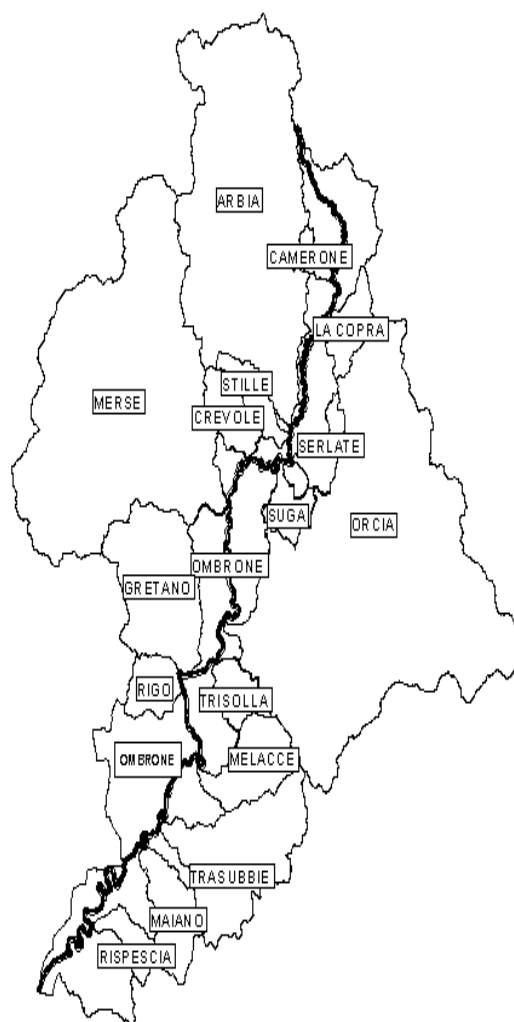 ARBIA
CAMERONE
LA COPRA
STILLE
MERSE
CREVOLE
SERLATE
SUGA
ORCIA
OMBRONE
GRETANO
RIGO
TRISOLLA
OMBRONE
MELACCE
TRASUBBIE
MAIANO
RISPESCIA